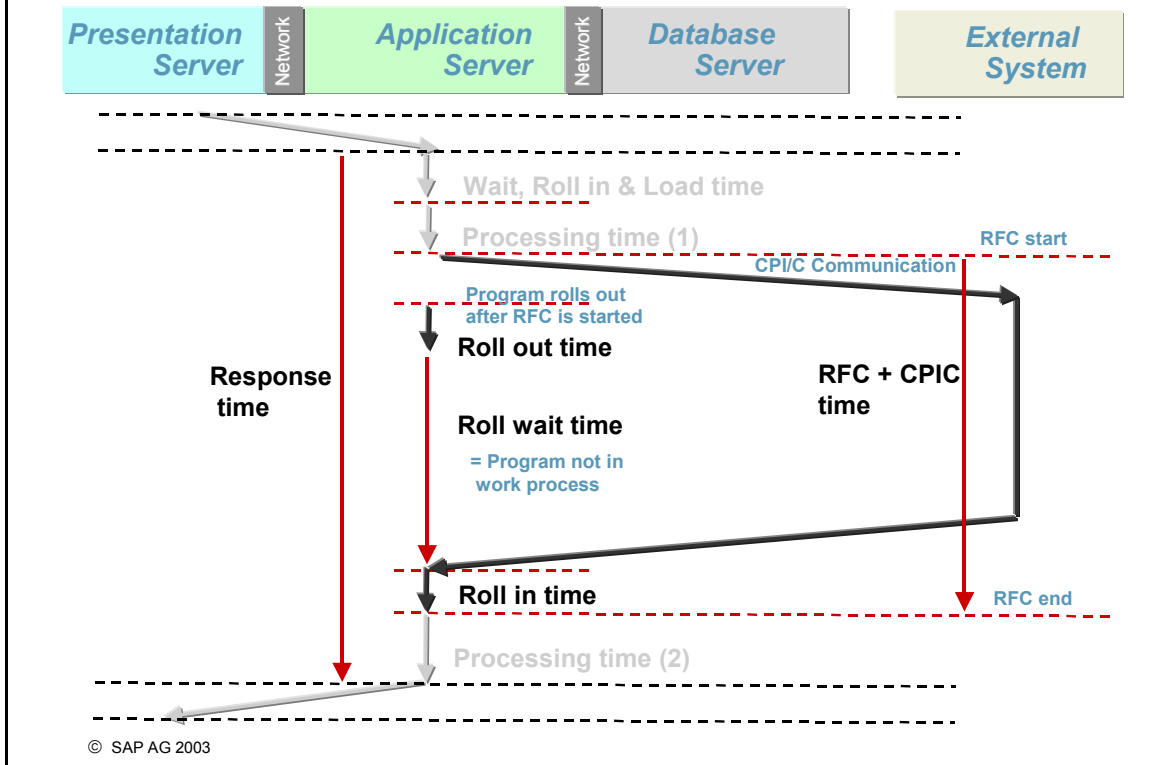 Presentation
Server
Network
Application
Server
Network
Database
Server
External
System
Wait, Roll in & Load time
Processing time (1)
RFC start
CPI/C Communication
Program rolls out
after RFC is started
Roll out time
Response
time
RFC + CPIC
time
Roll wait time
= Program not in
work process
Roll in time
RFC end
Processing time (2)
© SAP AG 2003